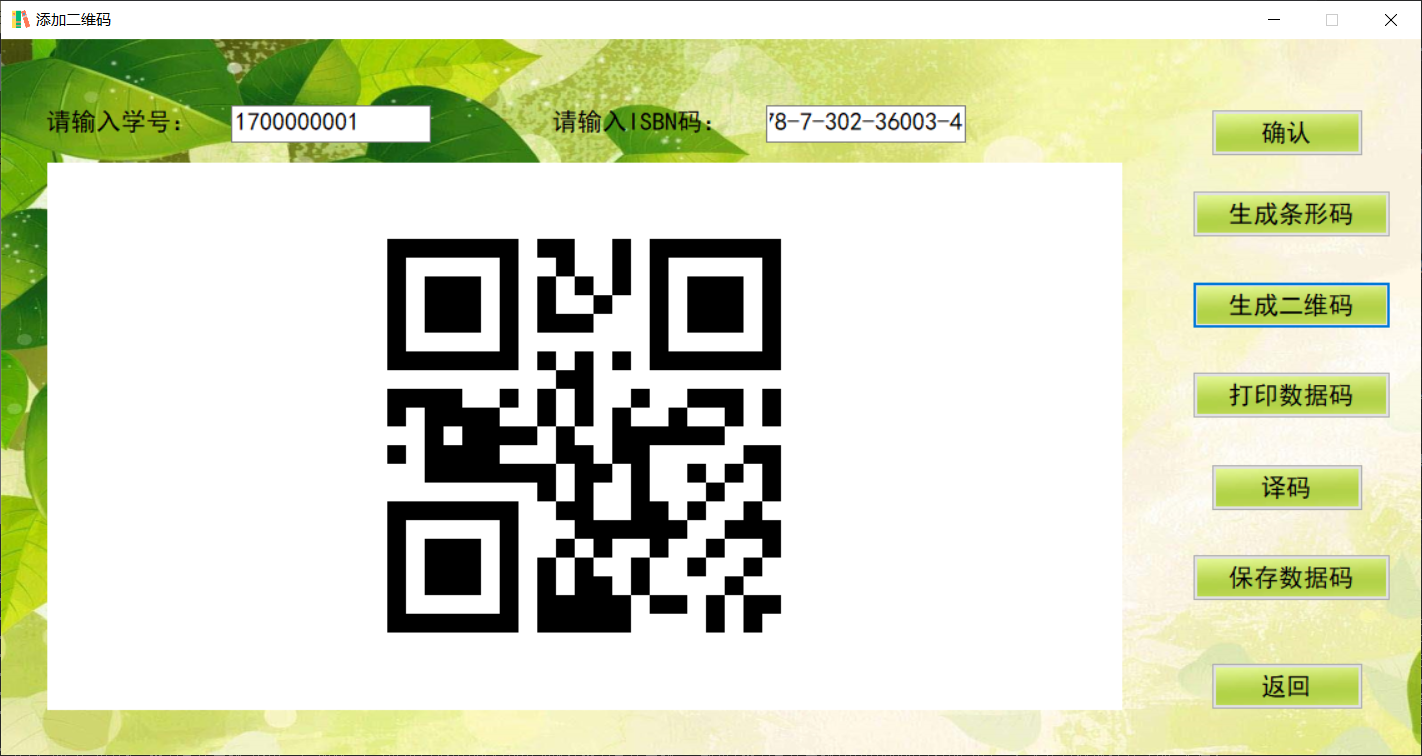 添加二维码
请输入学号：
1700000001
请输入ISBN码：
78-7-302-36003-4
确认
生成条形码
生成二维码
打印数据码
译码
保存数据码
返回